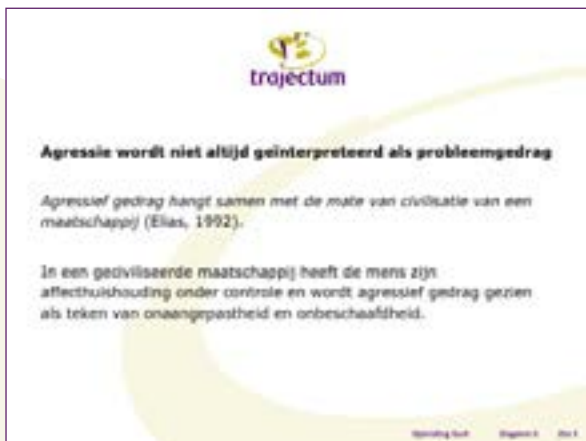 trajectum
Agressie wordt niet altijd geïnterpreteerd als probleemgedrag
Agressief gedrag hangt samen met de mate van civilisatie van een
maatschappij (Elias, 1992).
In een geciviliseerde maatschappij heeft de mens zijn
affecthuishouding onder controle en wordt agressief gedrag gezien
als teken van onaangepastheid en onbeschaafdheid.